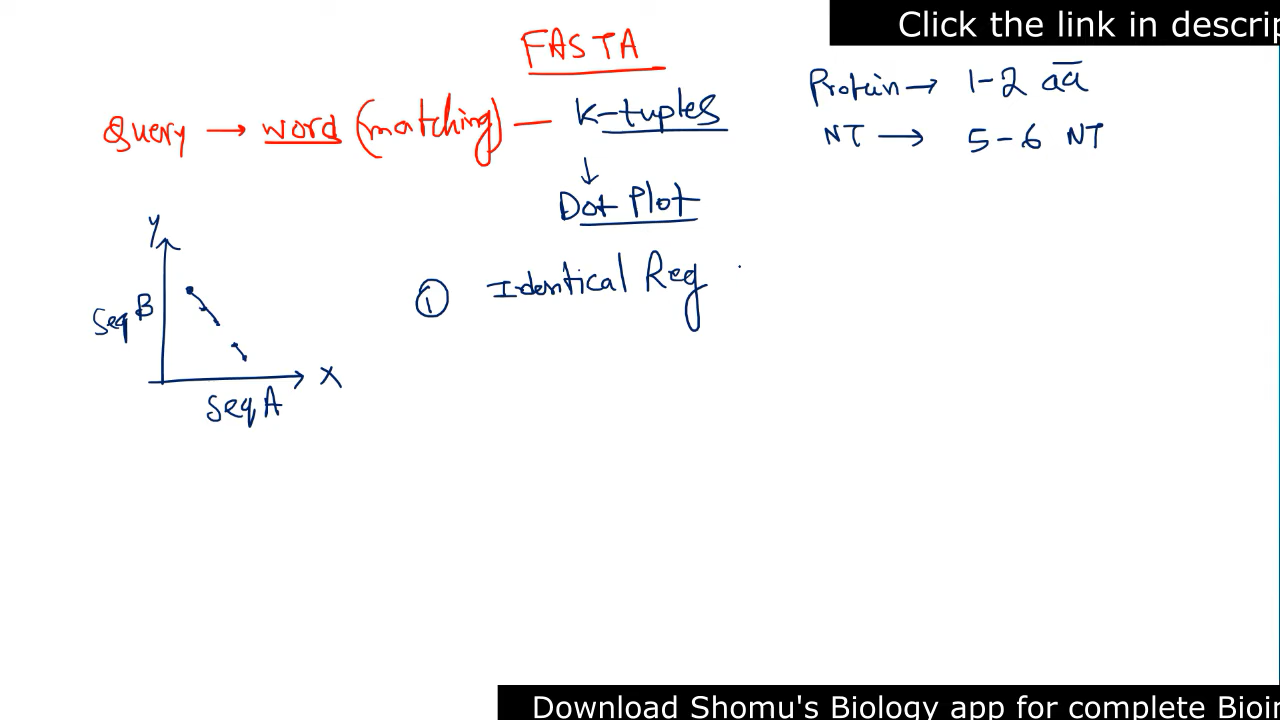 Click the link in descrip
FASTA
Query → word (matching) — K-tuples
Protein → 1-2 aa
NT → 5-6 NT
↓
Dot Plot
Y
Seq B
X
Seq A
① Identical Reg
Download Shomu's Biology app for complete Bioin